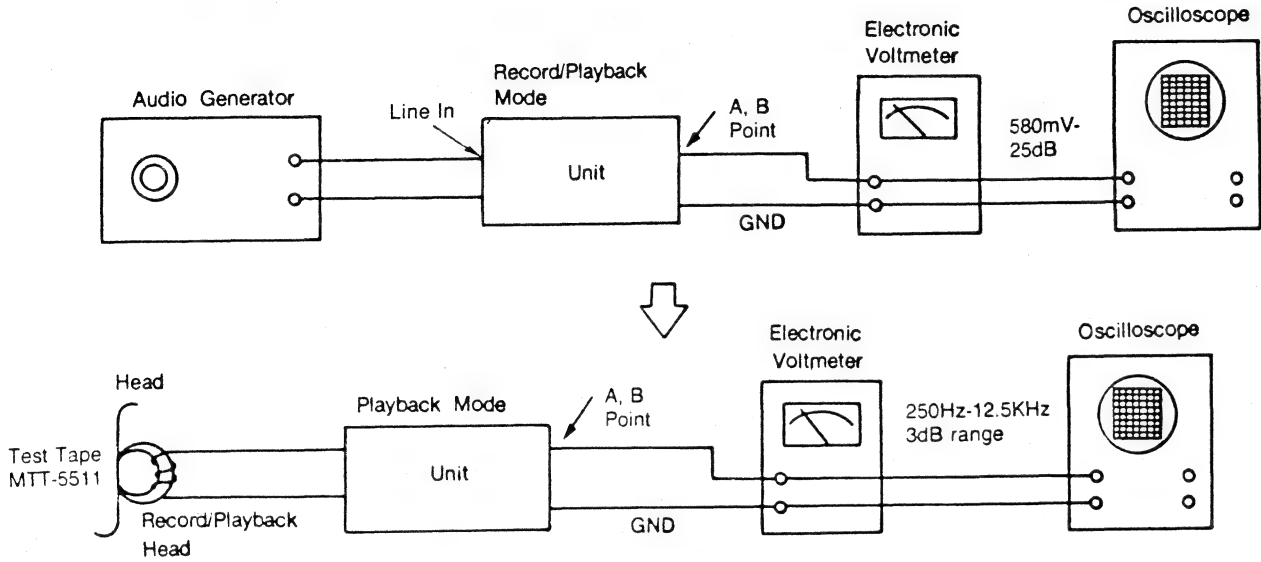 Oscilloscope
Electronic
Voltmeter
Record/Playback
Mode
Audio Generator
Line In
A, B
Point
580mV-
25dB
Unit
GND
Electronic
Voltmeter
Oscilloscope
Head
Playback Mode
A, B
Point
250Hz-12.5KHz
3dB range
Test Tape
MTT-5511
Unit
Record/Playback
Head
GND